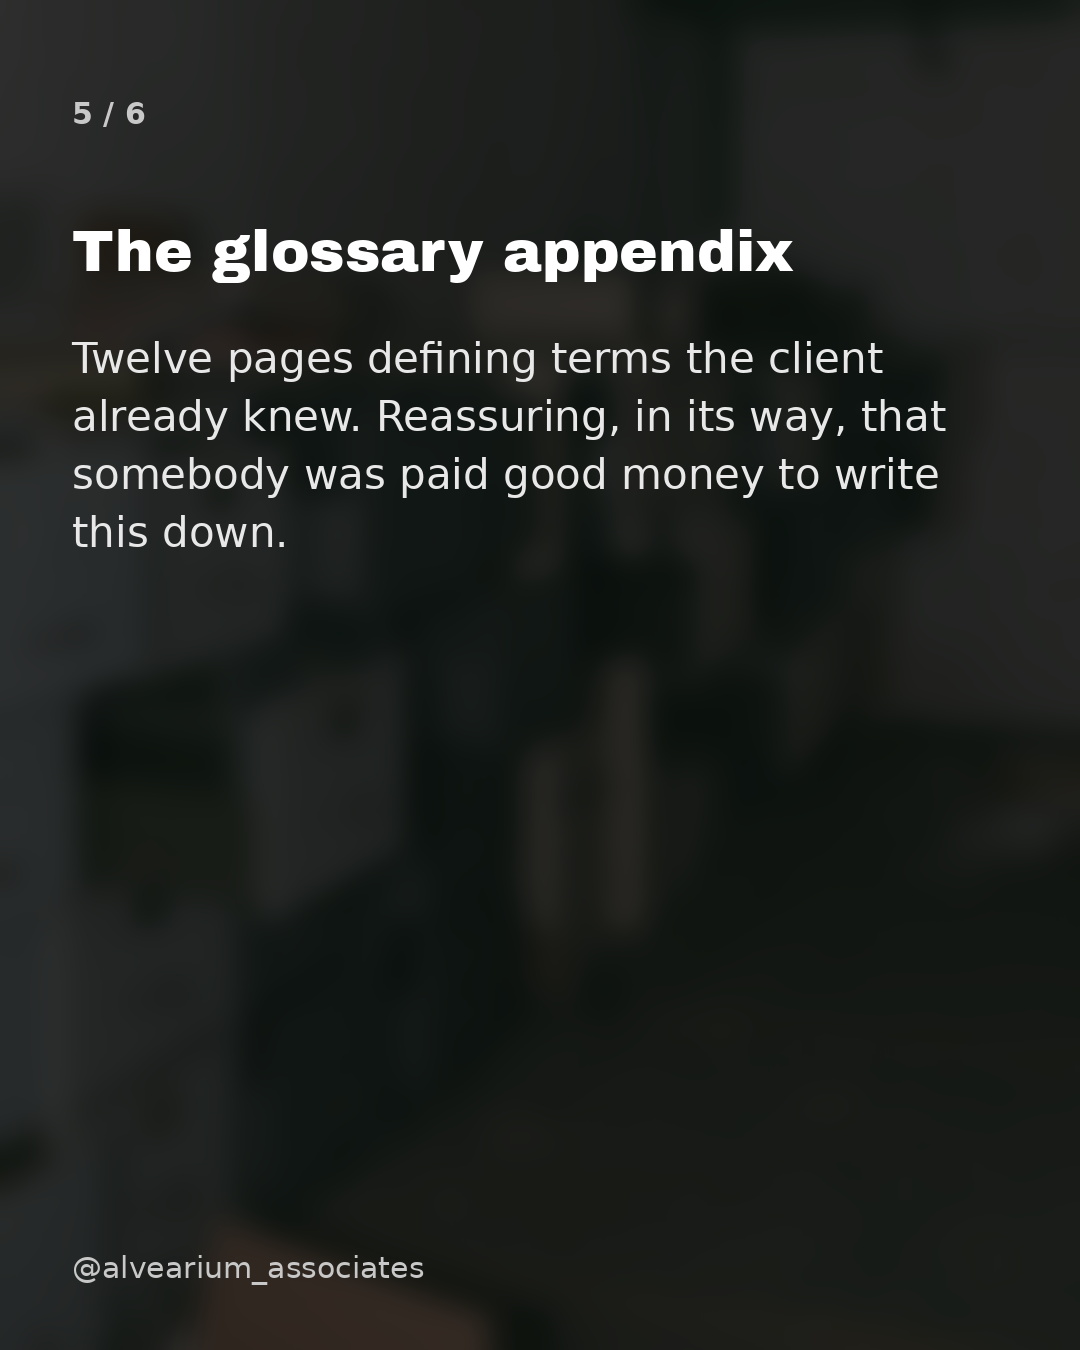 5 / 6
The glossary appendix
Twelve pages defining terms the client
already knew. Reassuring, in its way, that
somebody was paid good money to write
this down.
@alvearium_associates